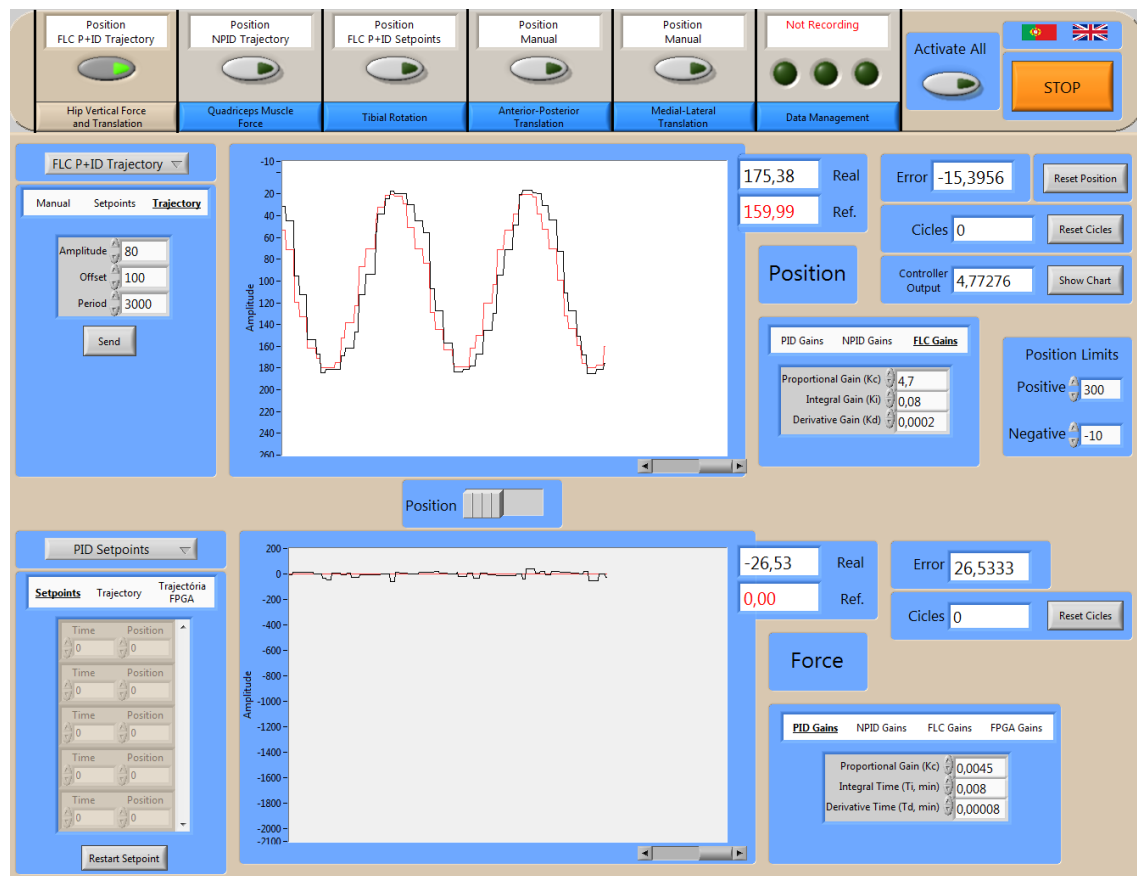 Position
FLC P+ID Trajectory
Position
NPID Trajectory
Position
FLC P+ID Setpoints
Position
Manual
Position
Manual
Not Recording
Activate All
STOP
Hip Vertical Force
and Translation
Quadriceps Muscle
Force
Tibial Rotation
Anterior-Posterior
Translation
Medial-Lateral
Translation
Data Management
FLC P+ID Trajectory
Manual Setpoints Trajectory
Amplitude 80
Offset 100
Period 3000
Send
Amplitude
-10
20
40
60
80
100
120
140
160
180
200
220
240
260
175,38 Real
159,99 Ref.
Error -15,3956 Reset Position
Cicles 0 Reset Cicles
Position
Controller
Output 4,77276 Show Chart
PID Gains NPID Gains FLC Gains
Proportional Gain (Kc) 4,7
Integral Gain (Ki) 0,08
Derivative Gain (Kd) 0,0002
Position Limits
Positive 300
Negative -10
Position
PID Setpoints
Setpoints Trajectory Trajectória
FPGA
Time Position
0 0
Time Position
0 0
Time Position
0 0
Time Position
0 0
Time Position
0 0
Restart Setpoint
Amplitude
200
0
-200
-400
-600
-800
-1000
-1200
-1400
-1600
-1800
-2000
-2100
-26,53 Real
0,00 Ref.
Error 26,5333
Cicles 0 Reset Cicles
Force
PID Gains NPID Gains FLC Gains FPGA Gains
Proportional Gain (Kc) 0,0045
Integral Time (Ti, min) 0,008
Derivative Time (Td, min) 0,00008